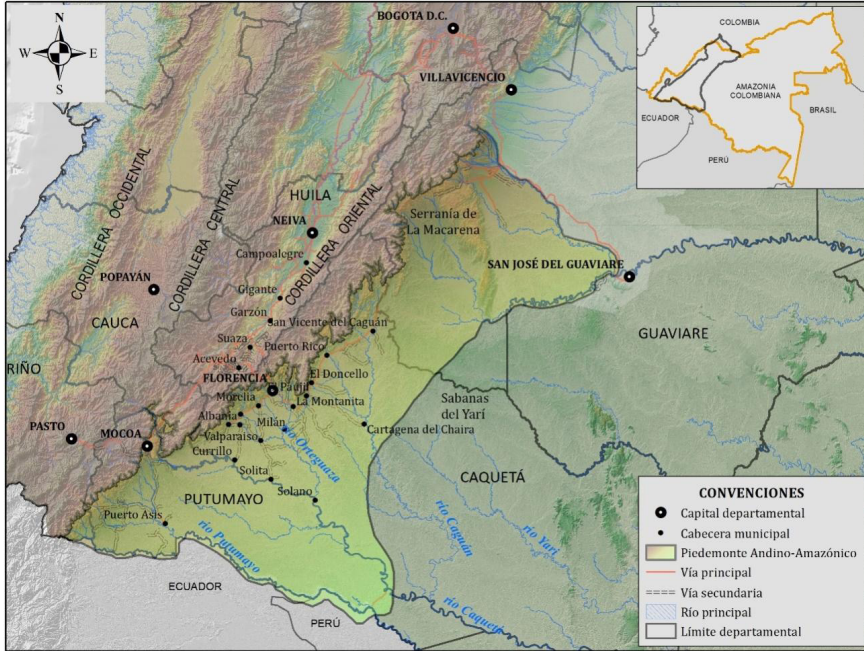 BOGOTA D.C.
N
W
E
S
VILLAVICENCIO
COLOMBIA
AMAZONIA
COLOMBIANA
BRASIL
ECUADOR
PERÚ
CORDILLERA OCCIDENTAL
CORDILLERA CENTRAL
CORDILLERA ORIENTAL
HUILA
NEIVA
Serranía de
La Macarena
Campoalegre
SAN JOSÉ DEL GUAVIARE
POPAYÁN
Gigante
Garzón
CAUCA
San Vicente del Caguán
GUAVIARE
Suaza
Puerto Rico
RIÑO
Acevedo
El Doncello
FLORENCIA
Paujil
Morelia
La Montanita
Sabanas
del Yarí
Albania
Milán
Cartagena del Chaira
PASTO
MOCOA
Valparaiso
río Orteguaza
Currillo
Solita
CAQUETÁ
PUTUMAYO
Solano
Puerto Asis
río Putumayo
río Caguán
río Yarí
río Caquetá
ECUADOR
PERÚ
CONVENCIONES
Capital departamental
Cabecera municipal
Piedemonte Andino-Amazónico
Vía principal
Vía secundaria
Río principal
Límite departamental